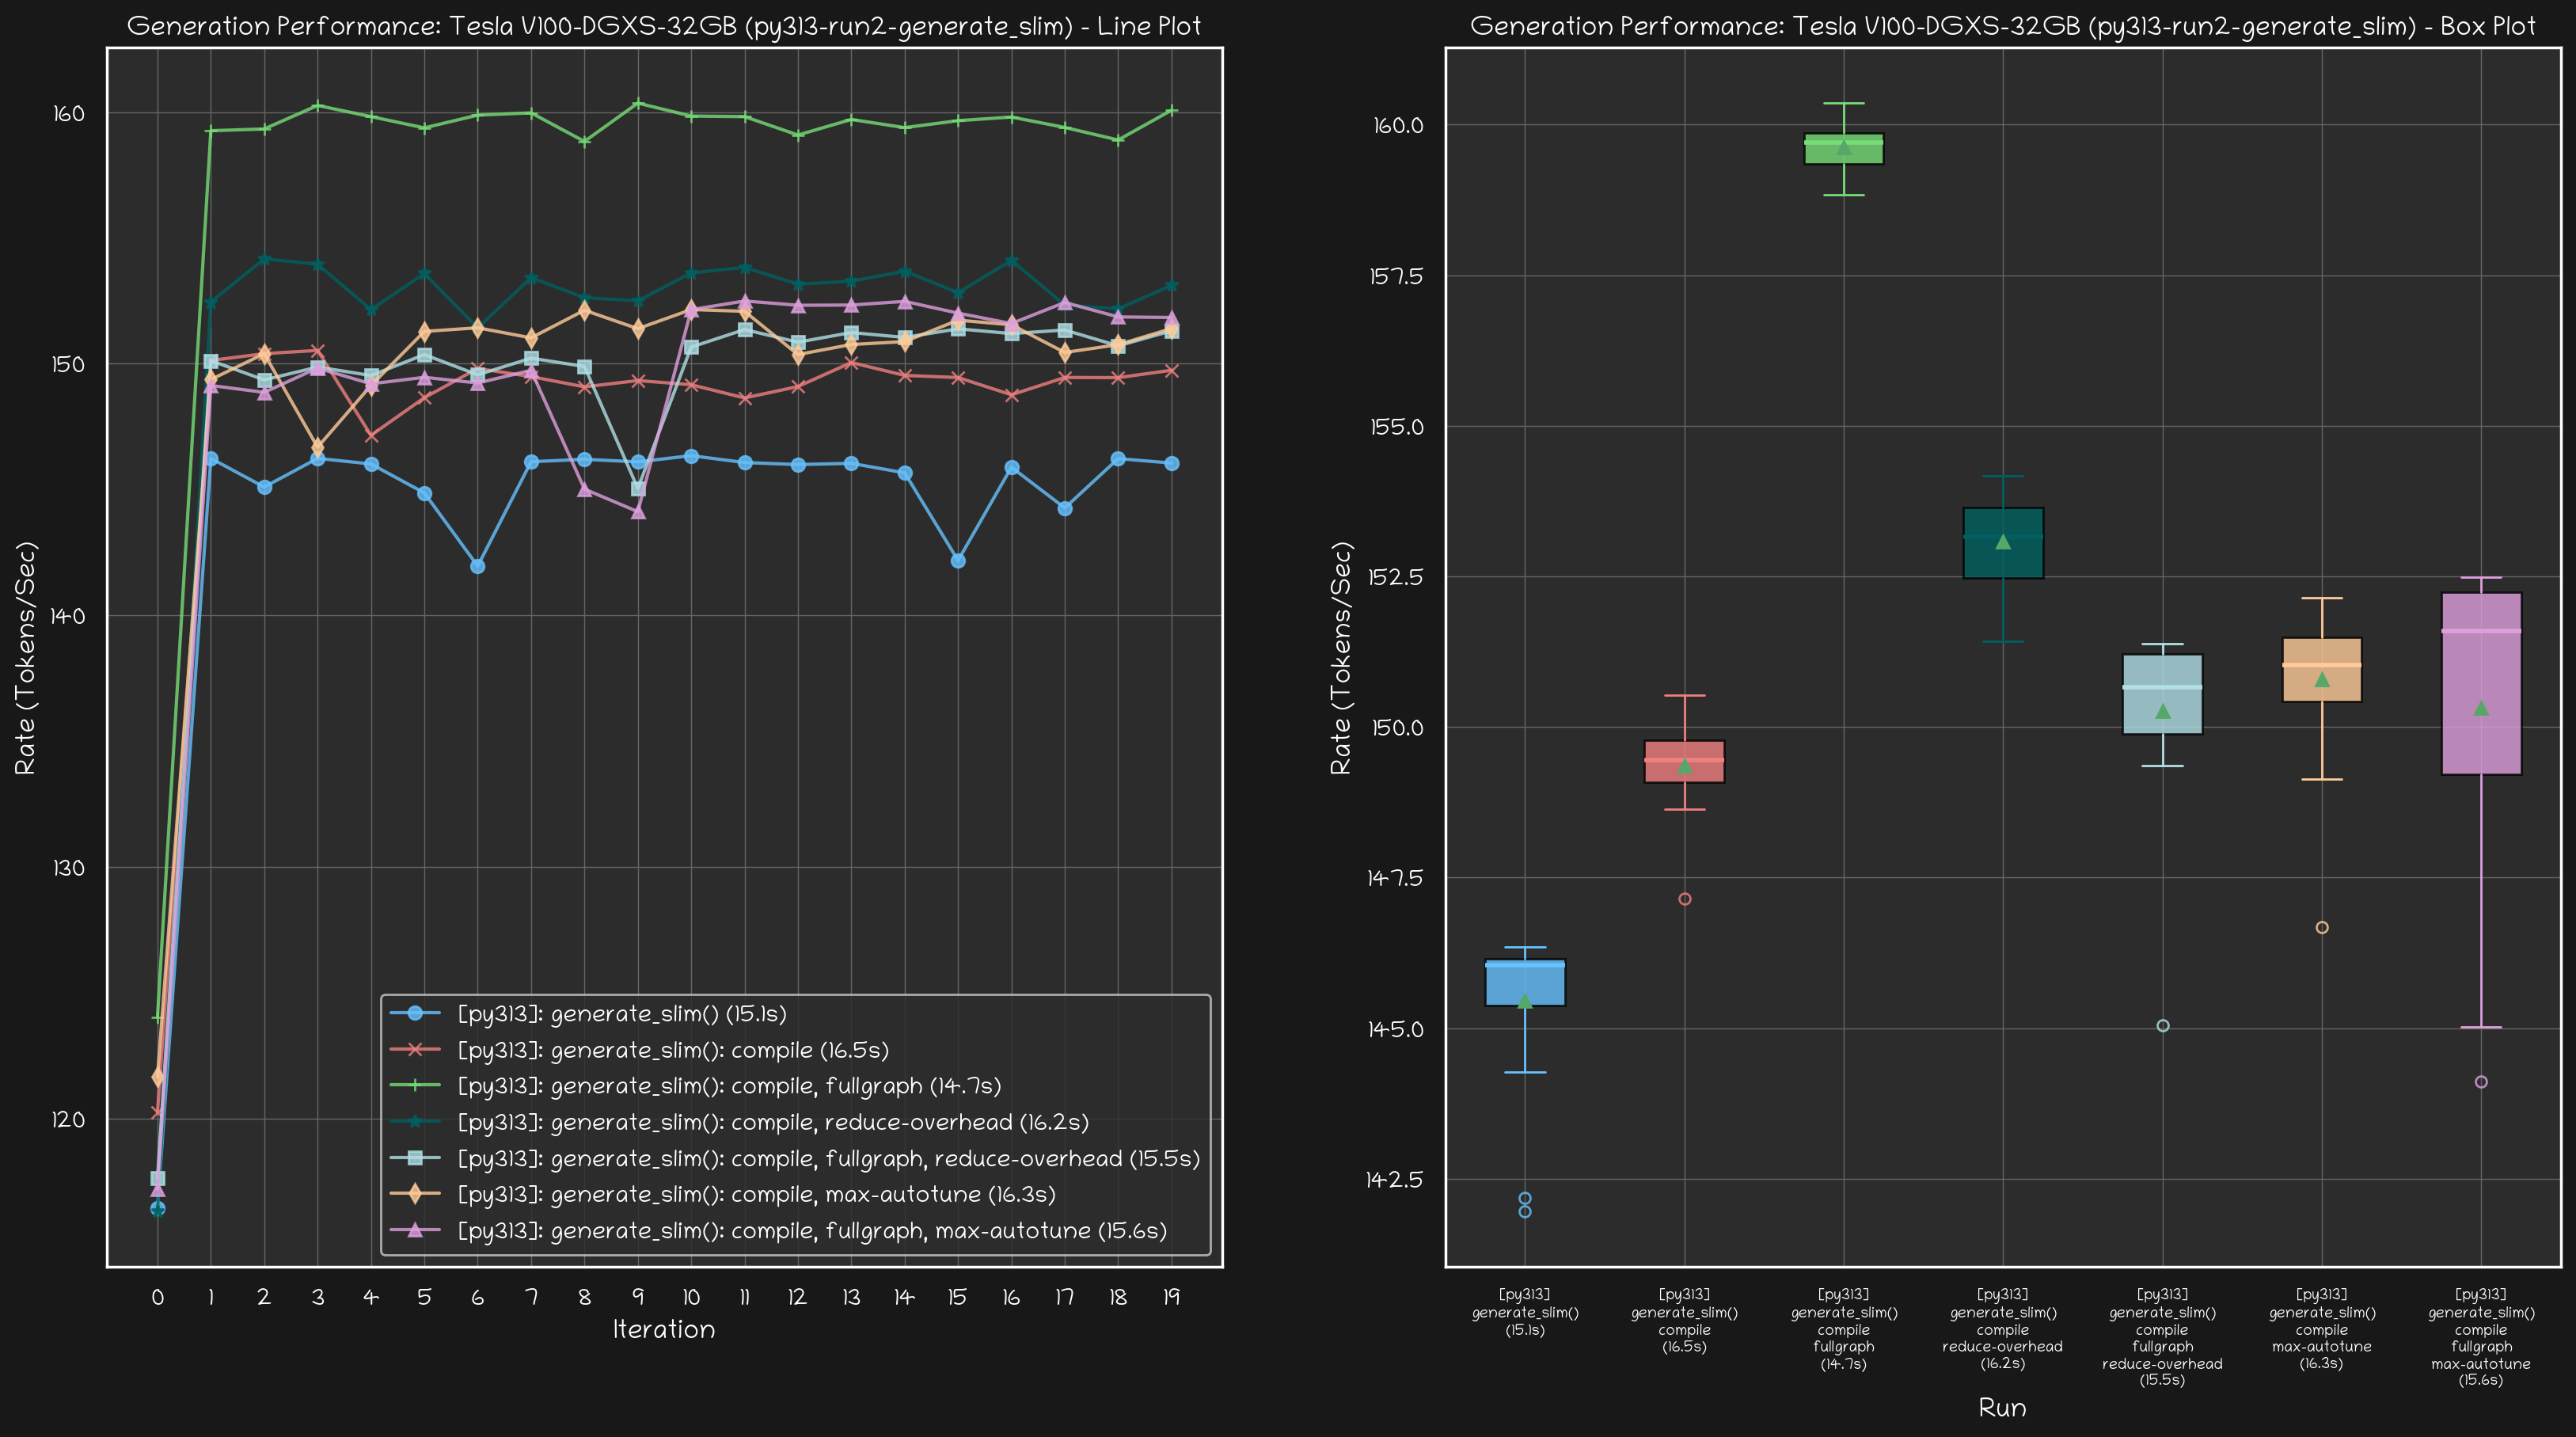 Generation Performance: Tesla V100-DGXS-32GB (py313-run2-generate_slim) - Line Plot
Rate (Tokens/Sec)
160
150
140
130
120
[py313]: generate_slim() (15.1s)
[py313]: generate_slim(): compile (16.5s)
[py313]: generate_slim(): compile, fullgraph (14.7s)
[py313]: generate_slim(): compile, reduce-overhead (16.2s)
[py313]: generate_slim(): compile, fullgraph, reduce-overhead (15.5s)
[py313]: generate_slim(): compile, max-autotune (16.3s)
[py313]: generate_slim(): compile, fullgraph, max-autotune (15.6s)
0 1 2 3 4 5 6 7 8 9 10 11 12 13 14 15 16 17 18 19
Iteration
Generation Performance: Tesla V100-DGXS-32GB (py313-run2-generate_slim) - Box Plot
Rate (Tokens/Sec)
160.0
157.5
155.0
152.5
150.0
147.5
145.0
142.5
[py313]
generate_slim()
(15.1s)
[py313]
generate_slim()
compile
(16.5s)
[py313]
generate_slim()
compile
fullgraph
(14.7s)
[py313]
generate_slim()
compile
reduce-overhead
(16.2s)
[py313]
generate_slim()
compile
fullgraph
reduce-overhead
(15.5s)
[py313]
generate_slim()
compile
max-autotune
(16.3s)
[py313]
generate_slim()
compile
fullgraph
max-autotune
(15.6s)
Run